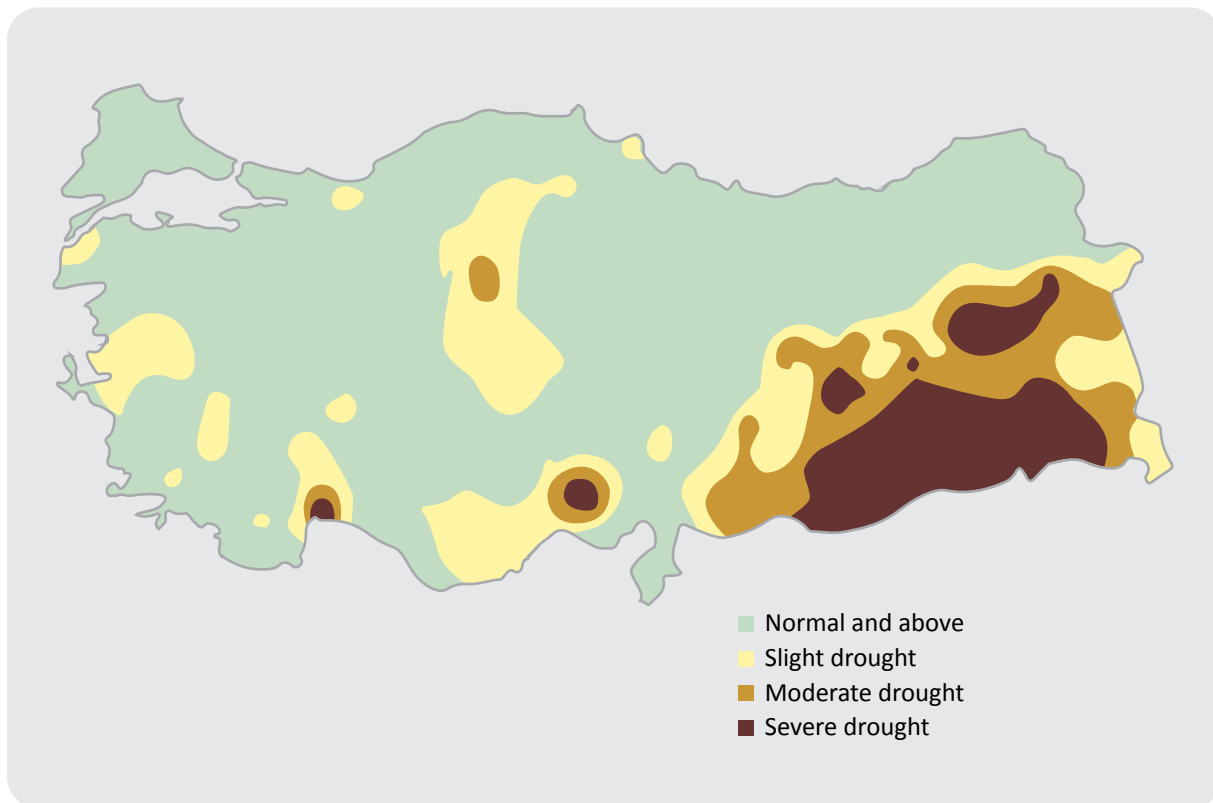 Normal and above
Slight drought
Moderate drought
Severe drought